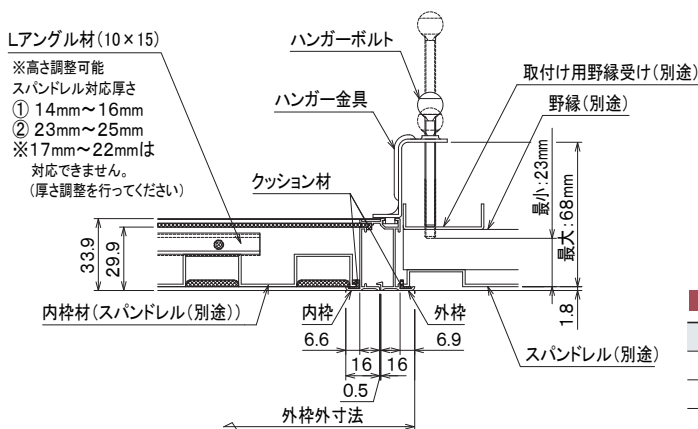 Lアングル材(10×15)
※高さ調整可能
スパンドレル対応厚さ
① 14mm〜16mm
② 23mm〜25mm
※17mm〜22mmは
対応できません。
(厚さ調整を行ってください)
ハンガーボルト
ハンガー金具
取付け用野縁受け(別途)
野縁(別途)
クッション材
最小:23mm
最大:68mm
33.9
29.9
1.8
内枠材(スパンドレル(別途))
内枠
外枠
スパンドレル(別途)
6.6
6.9
16
16
0.5
外枠外寸法